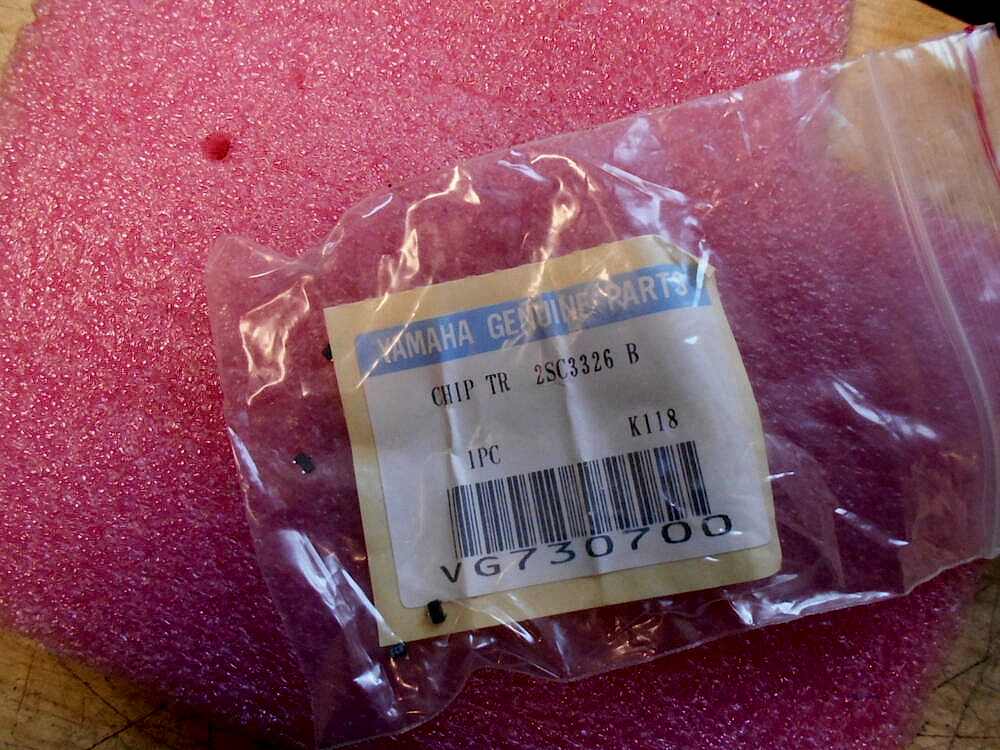 YAMAHA GENUINE PARTS
CHIP TR 2SC3326 B
K118
1PC
VG730700